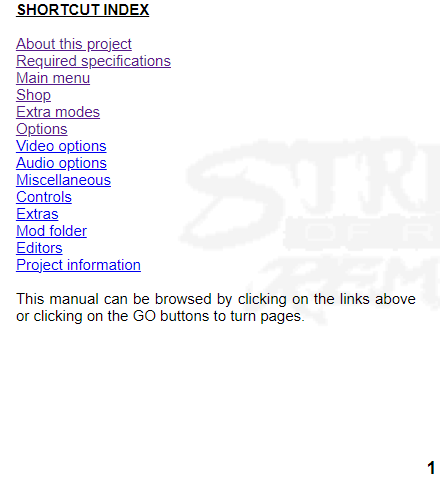 SHORTCUT INDEX
About this project
Required specifications
Main menu
Shop
Extra modes
Options
Video options
Audio options
Miscellaneous
Controls
Extras
Mod folder
Editors
Project information
This manual can be browsed by clicking on the links above
or clicking on the GO buttons to turn pages.
1